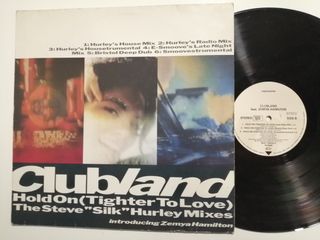 1: Hurley's House Mix 2: Hurley's Radio Mix
3: Hurley's Housetrumental 4: E-Smoove's Late Night
Mix 5: Bristol Deep Dub 6: Smoovestrumental
Clubland
Hold On (Tighter To Love)
The Steve "Silk" Hurley Mixes
Introducing Zemya Hamilton
CLUBLAND
feat. ZEMYA HAMILTON
STEREO